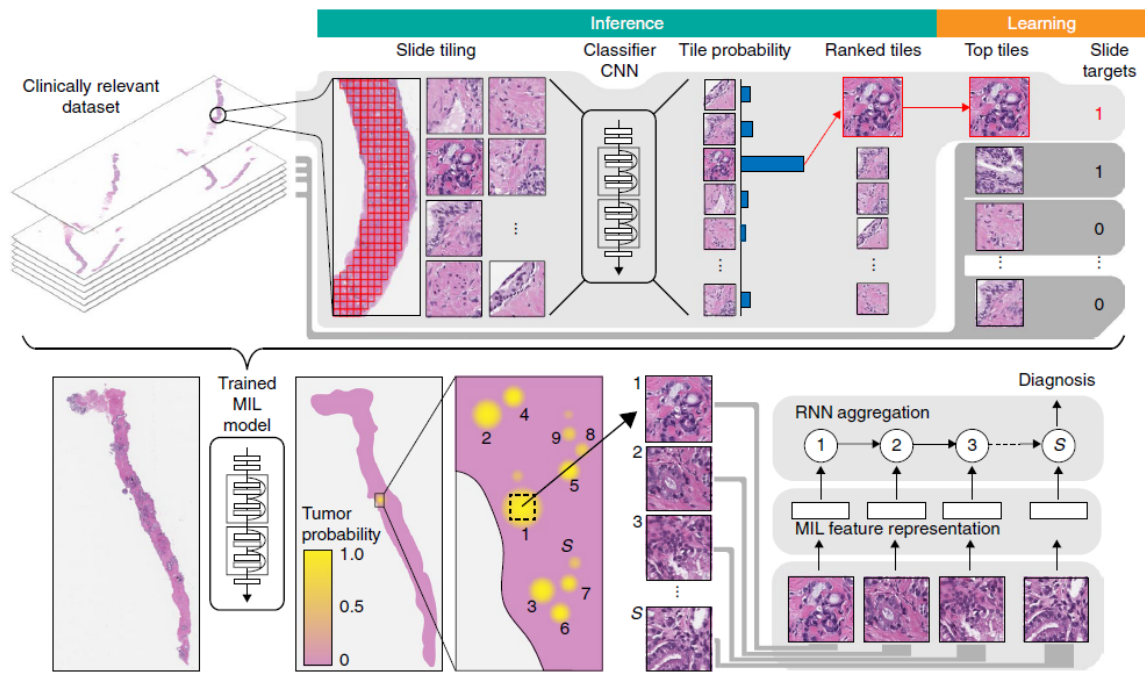 Inference
Learning
Slide tiling
Classifier
CNN
Tile probability
Ranked tiles
Top tiles
Slide
targets
Clinically relevant
dataset
1
1
0
0
Trained
MIL
model
Tumor
probability
1.0
0.5
0
4
2
9
8
5
1
S
7
3
6
1
2
3
S
Diagnosis
RNN aggregation
1
2
3
S
MIL feature representation